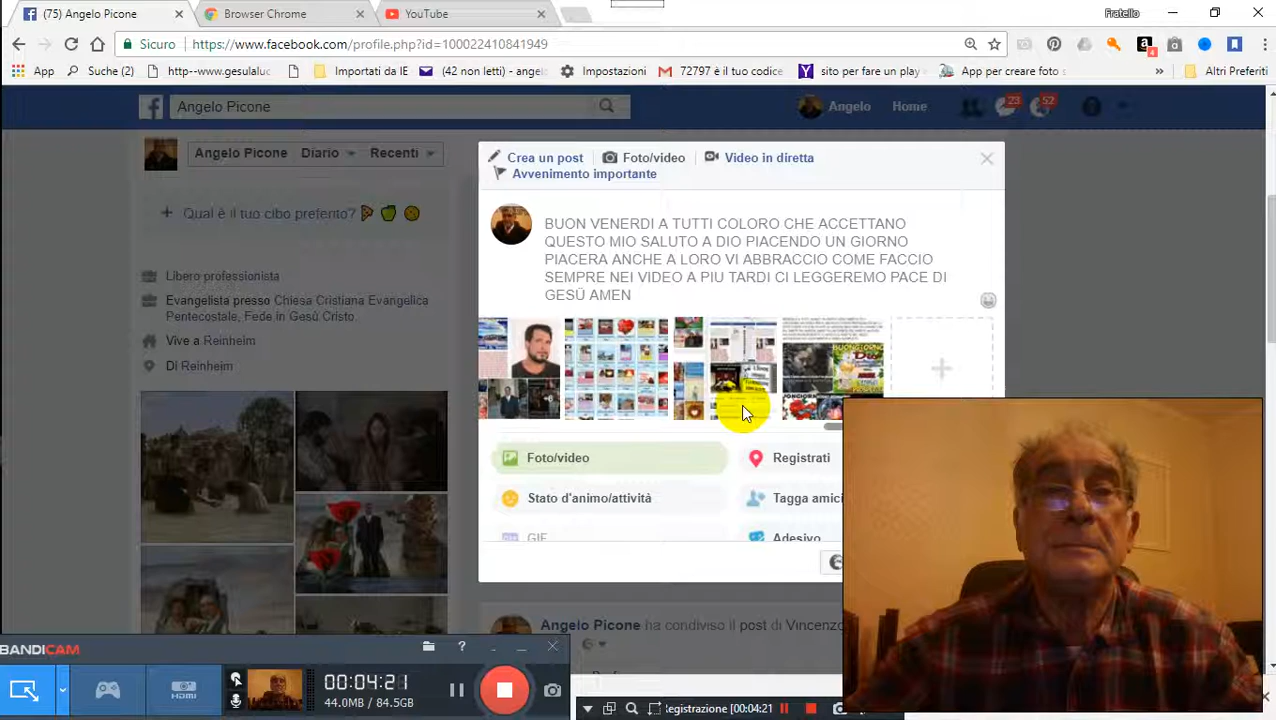 (75) Angelo Picone
Browser Chrome
YouTube
Fratello
Sicuro
https://www.facebook.com/profile.php?id=100022410841949
App
Suche (2)
http-www.gesulaluc
Importati da IE
(42 non letti) - angel
Impostazioni
72797 è il tuo codice
sito per fare un play
App per creare foto s
Altri Preferiti
4
Angelo Picone
Angelo
Home
23
52
Angelo Picone
Diario
Recenti
Qual è il tuo cibo preferito?
Libero professionista
Evangelista presso Chiesa Cristiana Evangelica
Pentecostale, Fede in Gesù Cristo.
Vive a Reinheim
Di Reinheim
Crea un post
Foto/video
Video in diretta
Avvenimento importante
BUON VENERDI A TUTTI COLORO CHE ACCETTANO
QUESTO MIO SALUTO A DIO PIACENDO UN GIORNO
PIACERA ANCHE A LORO VI ABBRACCIO COME FACCIO
SEMPRE NEI VIDEO A PIU TARDI CI LEGGEREMO PACE DI
GESÜ AMEN
Foto/video
Registrati
Stato d'animo/attività
Tagga amici
GIF
Adesivo
Angelo Picone ha condiviso il post di Vincenzo
BANDICAM
HDMI
00:04:21
44.0MB / 84.5GB
Registrazione [00:04:21